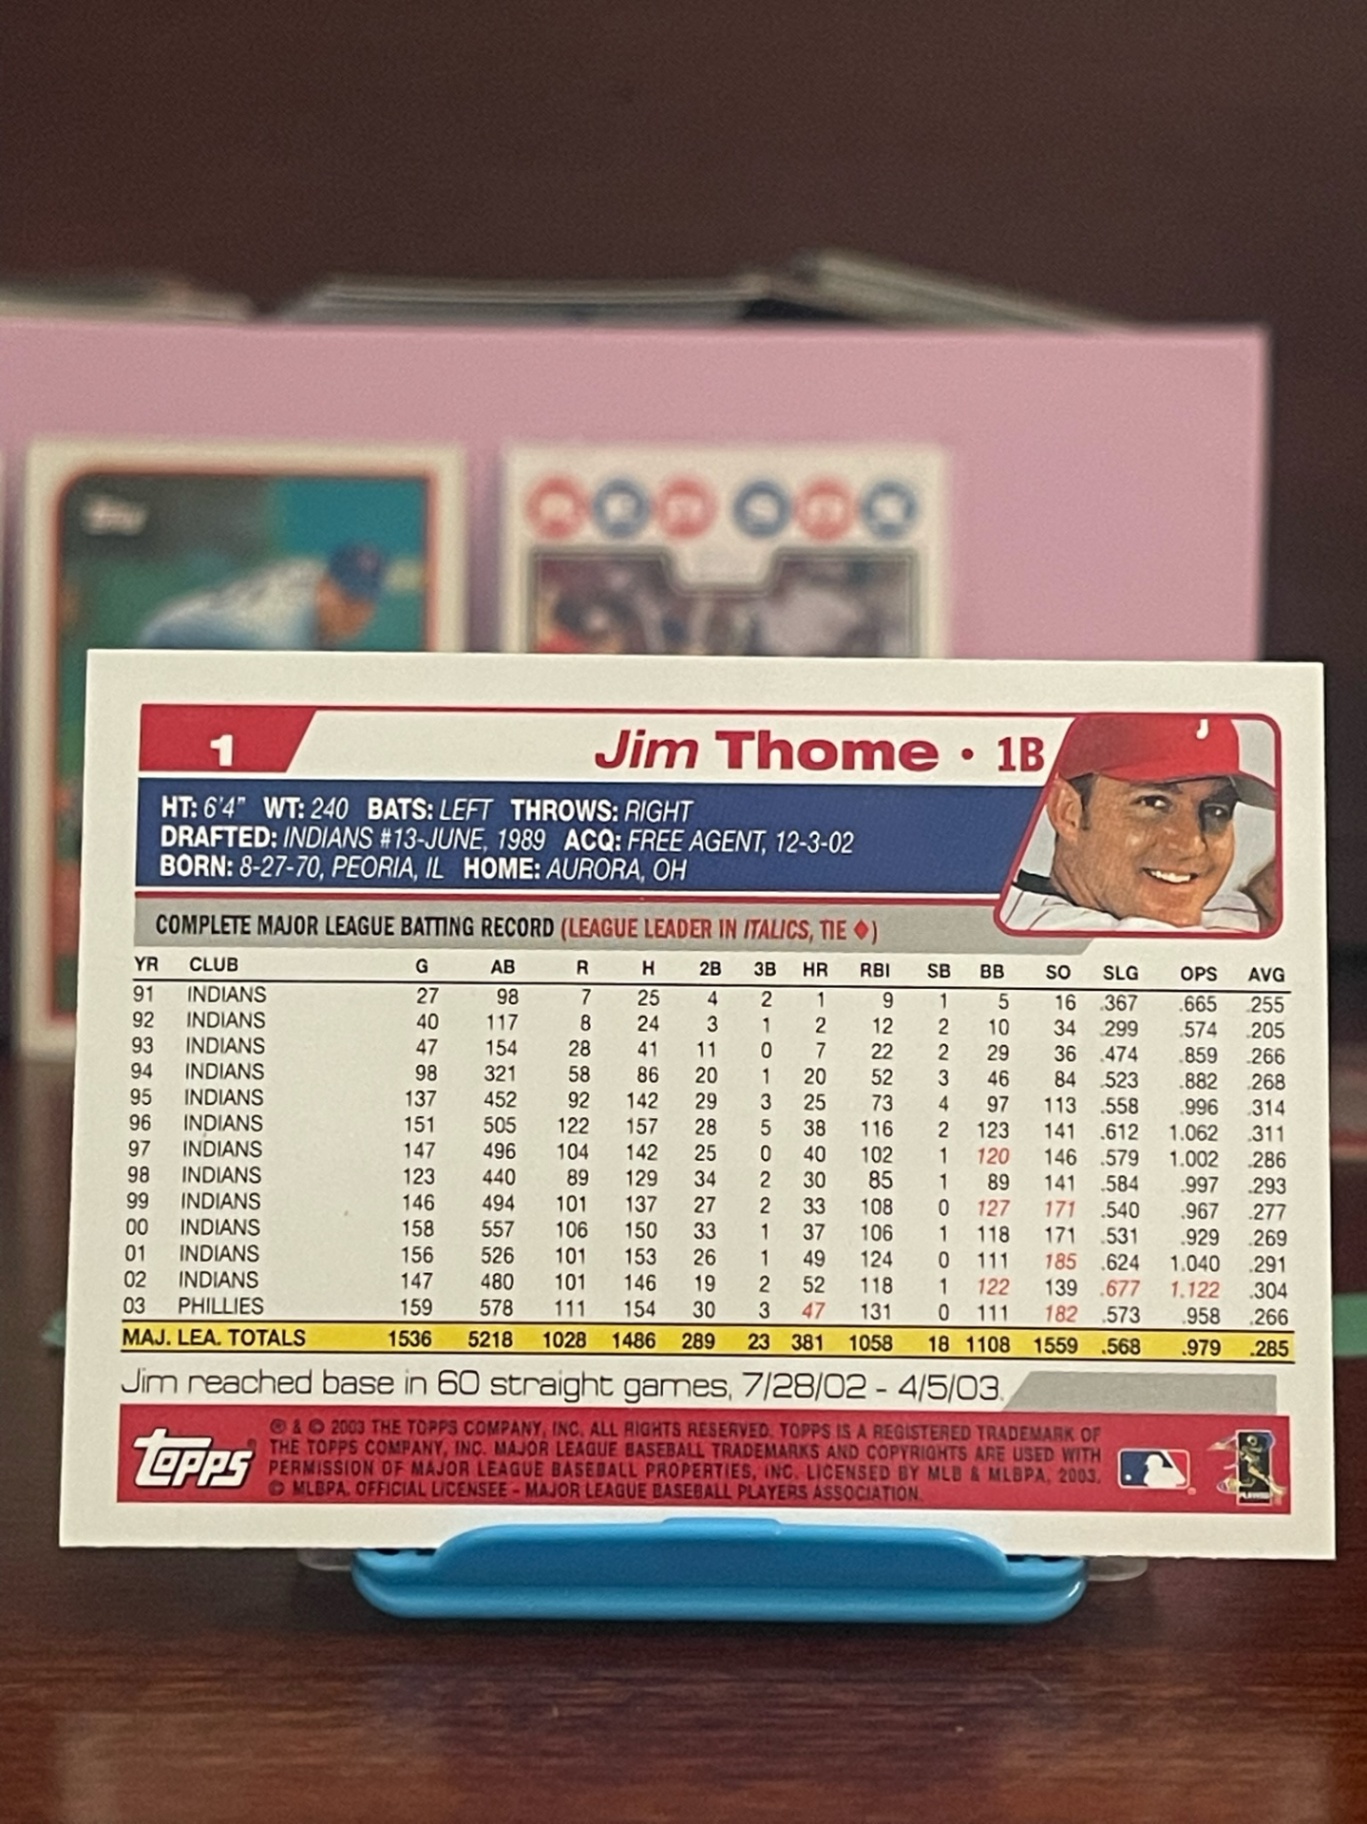 topps
RED SOX
1 Jim Thome • 1B
HT: 6'4" WT: 240 BATS: LEFT THROWS: RIGHT
DRAFTED: INDIANS #13-JUNE, 1989 ACQ: FREE AGENT, 12-3-02
BORN: 8-27-70, PEORIA, IL HOME: AURORA, OH
COMPLETE MAJOR LEAGUE BATTING RECORD (LEAGUE LEADER IN ITALICS, TIE ♦)
YR CLUB G AB R H 2B 3B HR RBI SB BB SO SLG OPS AVG
91 INDIANS 27 98 7 25 4 2 1 9 1 5 16 .367 .665 .255
92 INDIANS 40 117 8 24 3 1 2 12 2 10 34 .299 .574 .205
93 INDIANS 47 154 28 41 11 0 7 22 2 29 36 .474 .859 .266
94 INDIANS 98 321 58 86 20 1 20 52 3 46 84 .523 .882 .268
95 INDIANS 137 452 92 142 29 3 25 73 4 97 113 .558 .996 .314
96 INDIANS 151 505 122 157 28 5 38 116 2 123 141 .612 1.062 .311
97 INDIANS 147 496 104 142 25 0 40 102 1 120 146 .579 1.002 .286
98 INDIANS 123 440 89 129 34 2 30 85 1 89 141 .584 .997 .293
99 INDIANS 146 494 101 137 27 2 33 108 0 127 171 .540 .967 .277
00 INDIANS 158 557 106 150 33 1 37 106 1 118 171 .531 .929 .269
01 INDIANS 156 526 101 153 26 1 49 124 0 111 185 .624 1.040 .291
02 INDIANS 147 480 101 146 19 2 52 118 1 122 139 .677 1.122 .304
03 PHILLIES 159 578 111 154 30 3 47 131 0 111 182 .573 .958 .266
MAJ. LEA. TOTALS 1536 5218 1028 1486 289 23 381 1058 18 1108 1559 .568 .979 .285
Jim reached base in 60 straight games, 7/28/02 - 4/5/03.
topps
® & © 2003 THE TOPPS COMPANY, INC. ALL RIGHTS RESERVED. TOPPS IS A REGISTERED TRADEMARK OF
THE TOPPS COMPANY, INC. MAJOR LEAGUE BASEBALL TRADEMARKS AND COPYRIGHTS ARE USED WITH
PERMISSION OF MAJOR LEAGUE BASEBALL PROPERTIES, INC. LICENSED BY MLB & MLBPA, 2003.
© MLBPA. OFFICIAL LICENSEE - MAJOR LEAGUE BASEBALL PLAYERS ASSOCIATION.